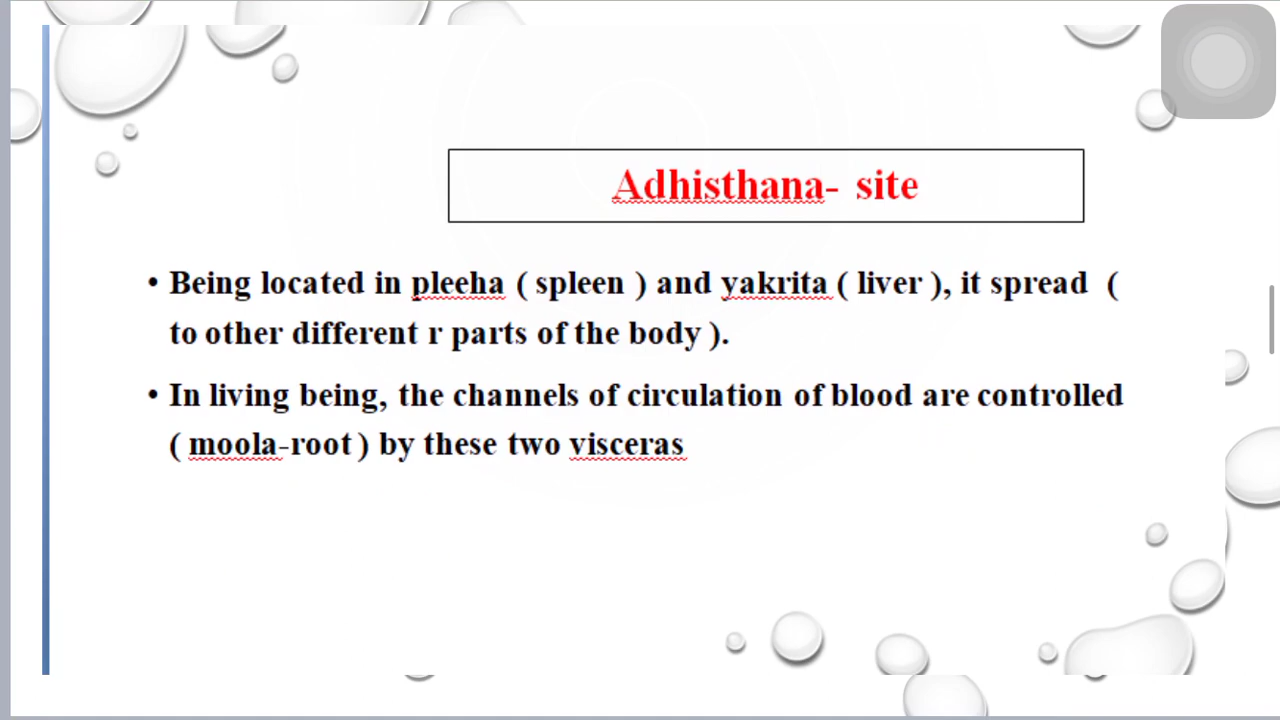 Adhisthana- site
• Being located in pleeha ( spleen ) and yakrita ( liver ), it spread (
to other different r parts of the body ).
• In living being, the channels of circulation of blood are controlled
( moola-root ) by these two visceras